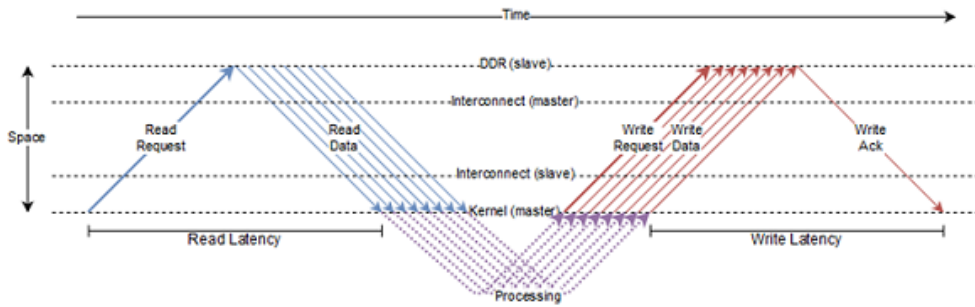 Time
DDR (slave)
Interconnect (master)
Space
Read
Request
Read
Data
Write
Request
Write
Data
Write
Ack
Interconnect (slave)
Kernel (master)
Read Latency
Write Latency
Processing